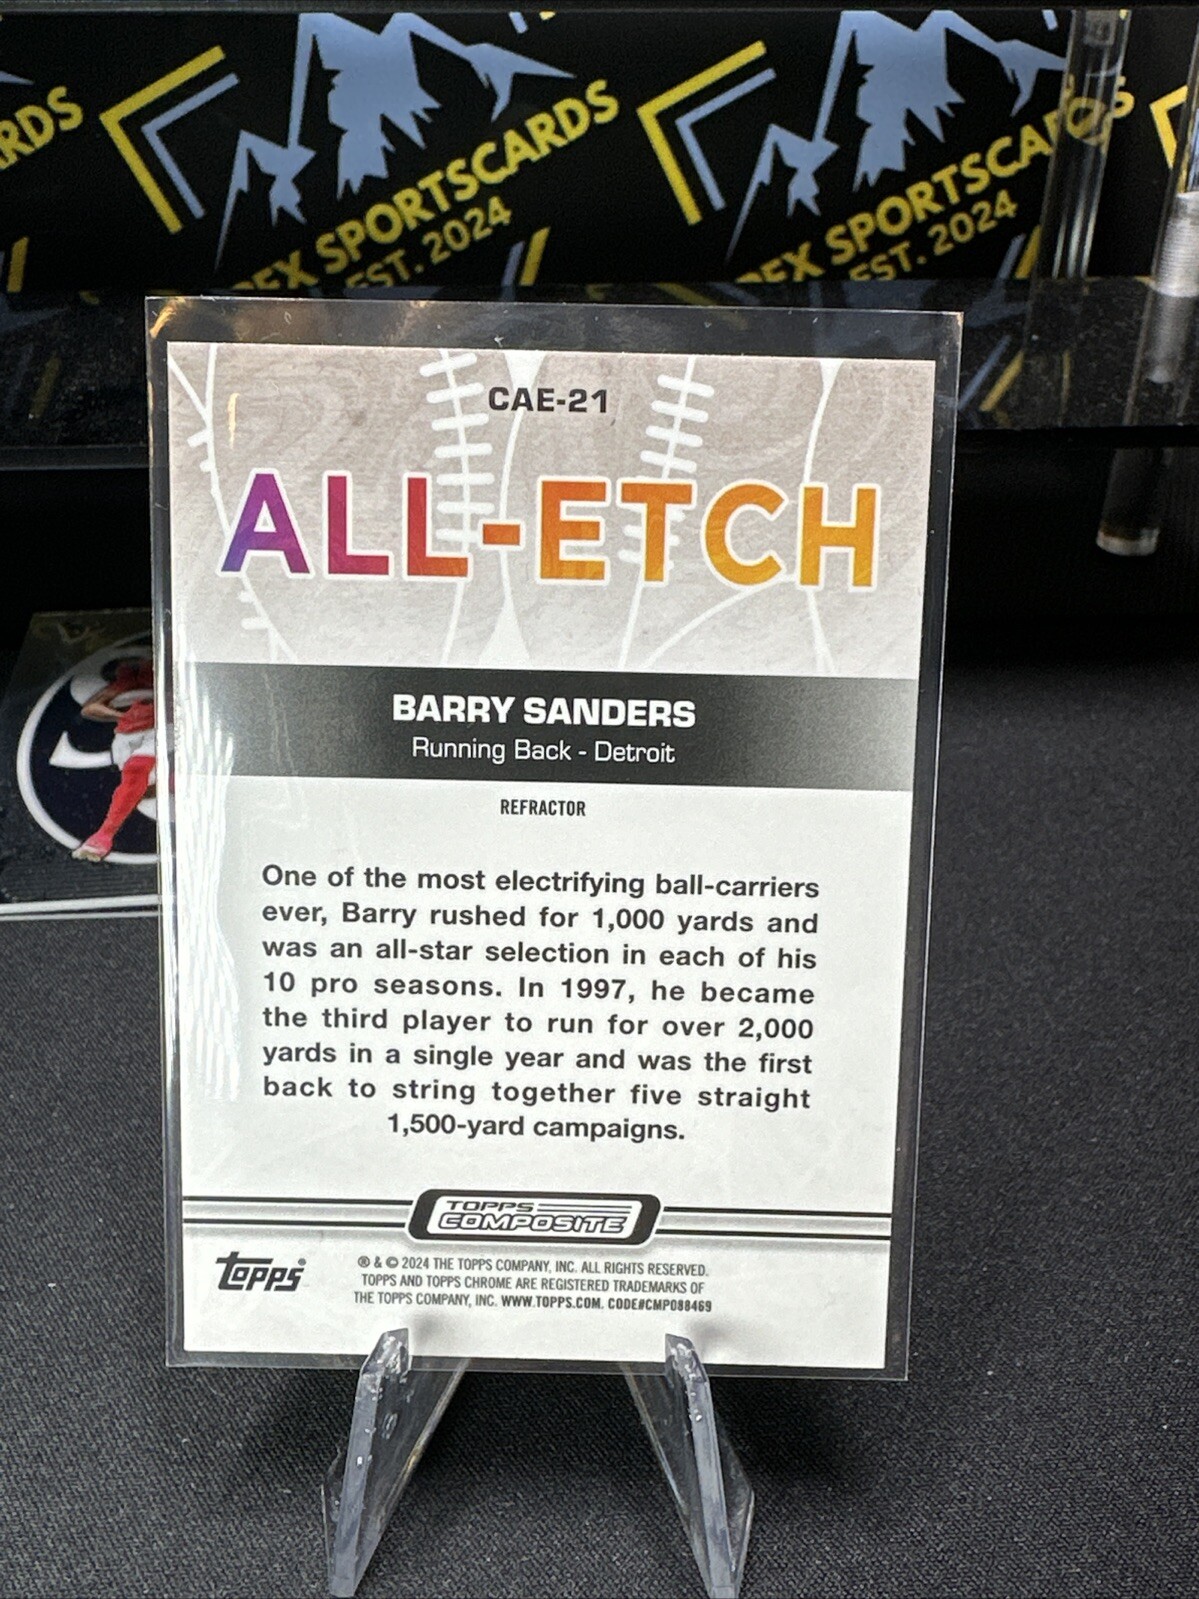 RDS
EX SPORTSCARDS
EST. 2024
EX SPORTSCARDS
EST. 2024
CAE-21
ALL-ETCH
BARRY SANDERS
Running Back - Detroit
REFRACTOR
One of the most electrifying ball-carriers
ever, Barry rushed for 1,000 yards and
was an all-star selection in each of his
10 pro seasons. In 1997, he became
the third player to run for over 2,000
yards in a single year and was the first
back to string together five straight
1,500-yard campaigns.
TOPPS
COMPOSITE
topps®
® & © 2024 THE TOPPS COMPANY, INC. ALL RIGHTS RESERVED.
TOPPS AND TOPPS CHROME ARE REGISTERED TRADEMARKS OF
THE TOPPS COMPANY, INC. WWW.TOPPS.COM. CODE#CMP088469